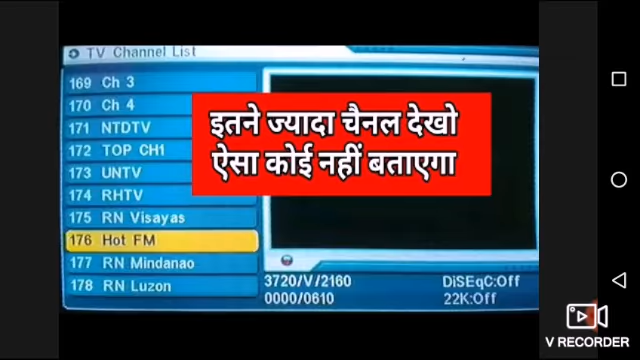 TV Channel List
169 Ch 3
170 Ch 4
171 NTDTV
172 TOP CH1
173 UNTV
174 RHTV
175 RN Visayas
176 Hot FM
177 RN Mindanao
178 RN Luzon
इतने ज्यादा चैनल देखो
ऐसा कोई नहीं बताएगा
3720/V/2160
DiSEqC:Off
0000/0610
22K:Off
V RECORDER